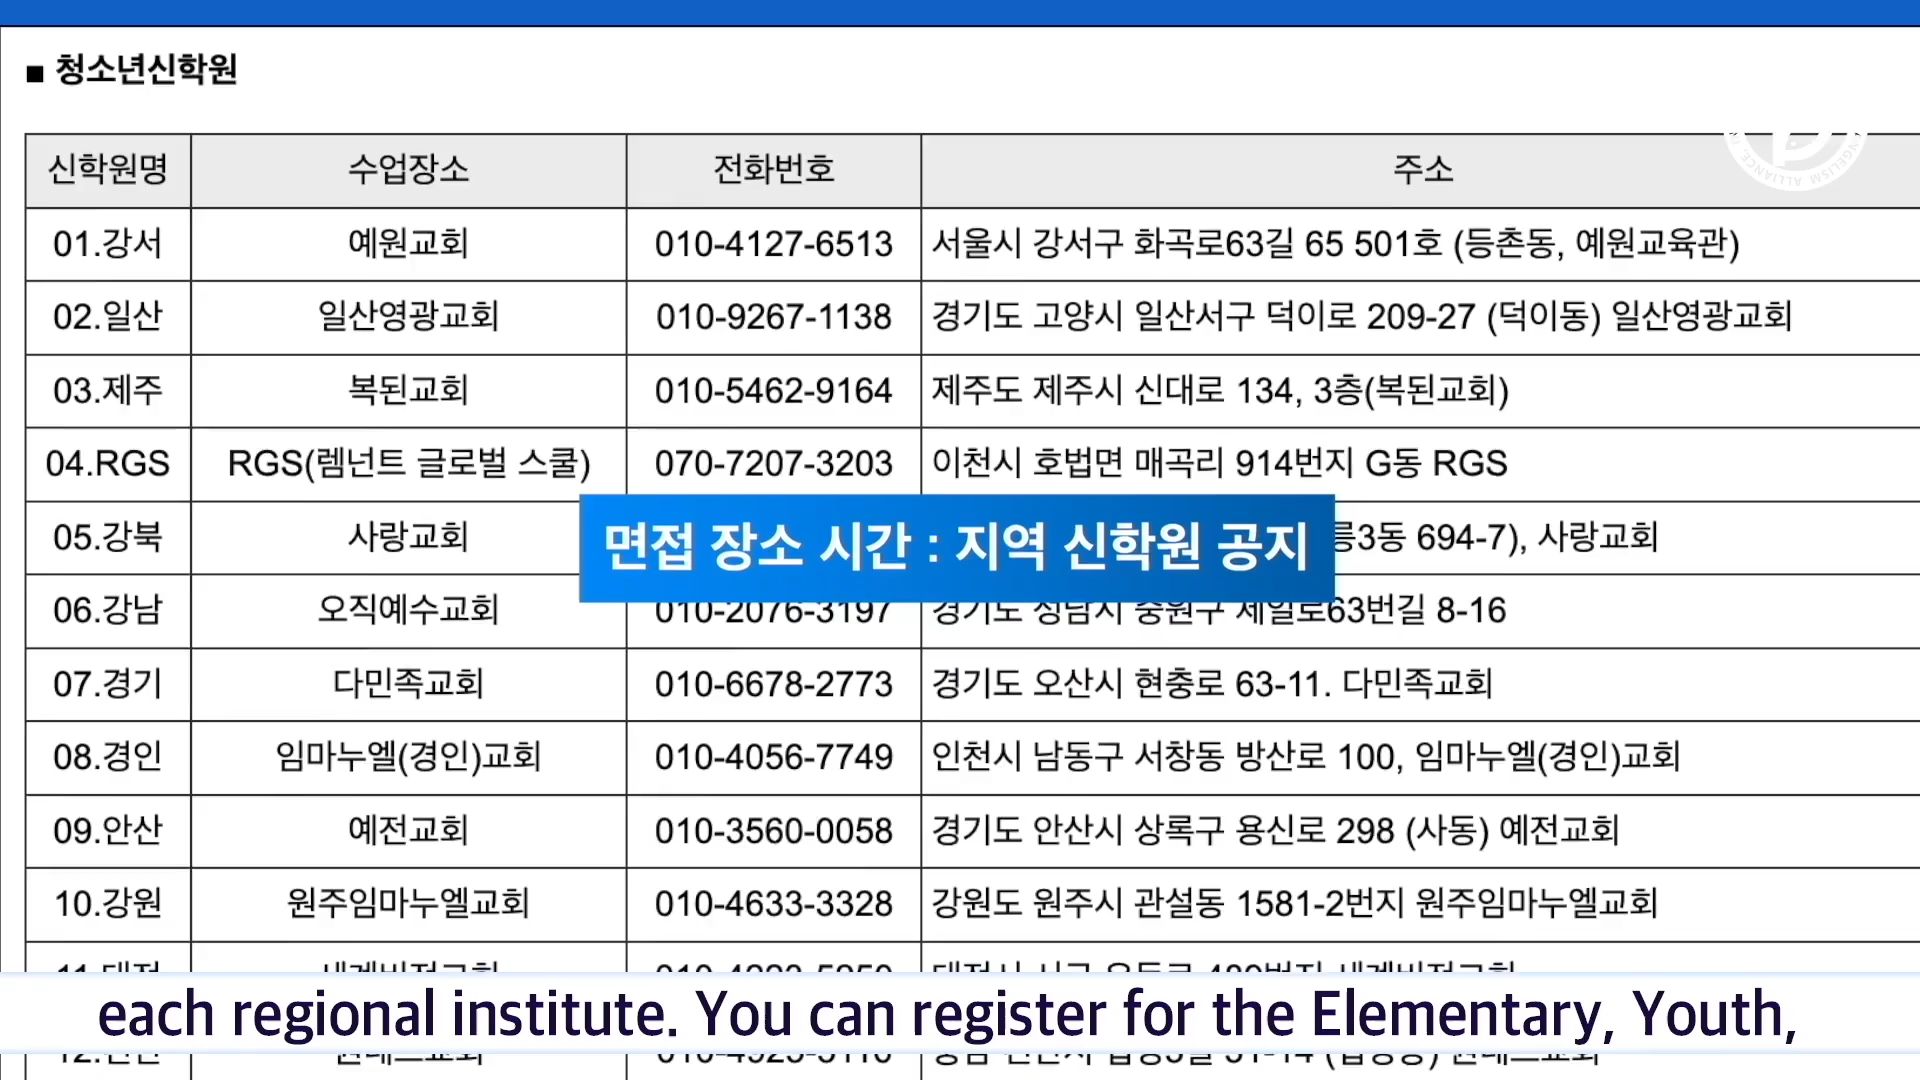 ■ 청소년신학원
신학원명 수업장소 전화번호 주소
01.강서 예원교회 010-4127-6513 서울시 강서구 화곡로63길 65 501호 (등촌동, 예원교육관)
02.일산 일산영광교회 010-9267-1138 경기도 고양시 일산서구 덕이로 209-27 (덕이동) 일산영광교회
03.제주 복된교회 010-5462-9164 제주도 제주시 신대로 134, 3층(복된교회)
04.RGS RGS(렘넌트 글로벌 스쿨) 070-7207-3203 이천시 호법면 매곡리 914번지 G동 RGS
05.강북 사랑교회 릉3동 694-7), 사랑교회
면접 장소 시간 : 지역 신학원 공지
06.강남 오직예수교회 010-2076-3197 경기도 성남시 중원구 제일로63번길 8-16
07.경기 다민족교회 010-6678-2773 경기도 오산시 현충로 63-11. 다민족교회
08.경인 임마누엘(경인)교회 010-4056-7749 인천시 남동구 서창동 방산로 100, 임마누엘(경인)교회
09.안산 예전교회 010-3560-0058 경기도 안산시 상록구 용신로 298 (사동) 예전교회
10.강원 원주임마누엘교회 010-4633-3328 강원도 원주시 관설동 1581-2번지 원주임마누엘교회
each regional institute. You can register for the Elementary, Youth,